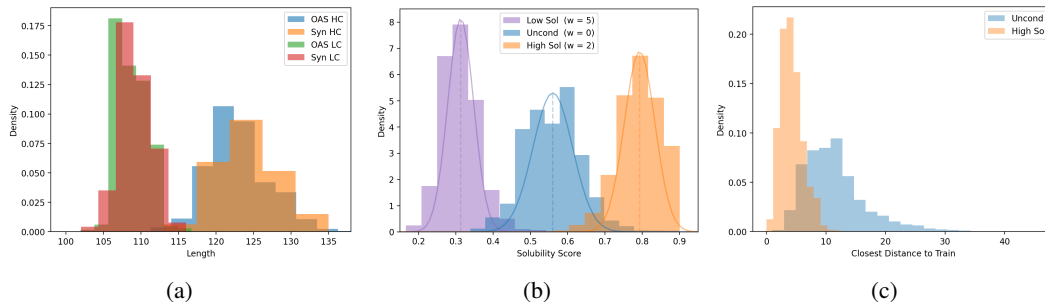 OAS HC
Syn HC
OAS LC
Syn LC
0.175
0.150
0.125
0.100
0.075
0.050
0.025
0.000
Density
100 105 110 115 120 125 130 135
Length
(a)
Low Sol (w = 5)
Uncond (w = 0)
High Sol (w = 2)
8
7
6
5
4
3
2
1
0
Density
0.2 0.3 0.4 0.5 0.6 0.7 0.8 0.9
Solubility Score
(b)
Uncond
High Sol
0.20
0.15
0.10
0.05
0.00
Density
0 10 20 30 40
Closest Distance to Train
(c)